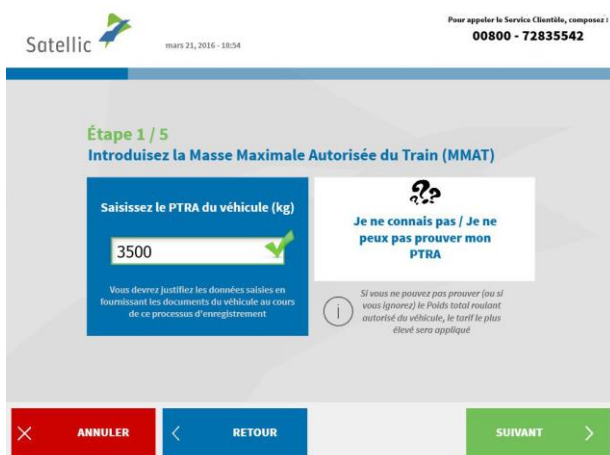 Satellic
mars 21, 2016 - 18:54
Pour appeler le Service Clientèle, composez :
00800 - 72835542
Étape 1 / 5
Introduisez la Masse Maximale Autorisée du Train (MMAT)
Saisissez le PTRA du véhicule (kg)
3500
Vous devrez justifiez les données saisies en
fournissant les documents du véhicule au cours
de ce processus d'enregistrement
???
Je ne connais pas / Je ne
peux pas prouver mon
PTRA
i
Si vous ne pouvez pas prouver (ou si
vous ignorez) le Poids total roulant
autorisé du véhicule, le tarif le plus
élevé sera appliqué
ANNULER
RETOUR
SUIVANT